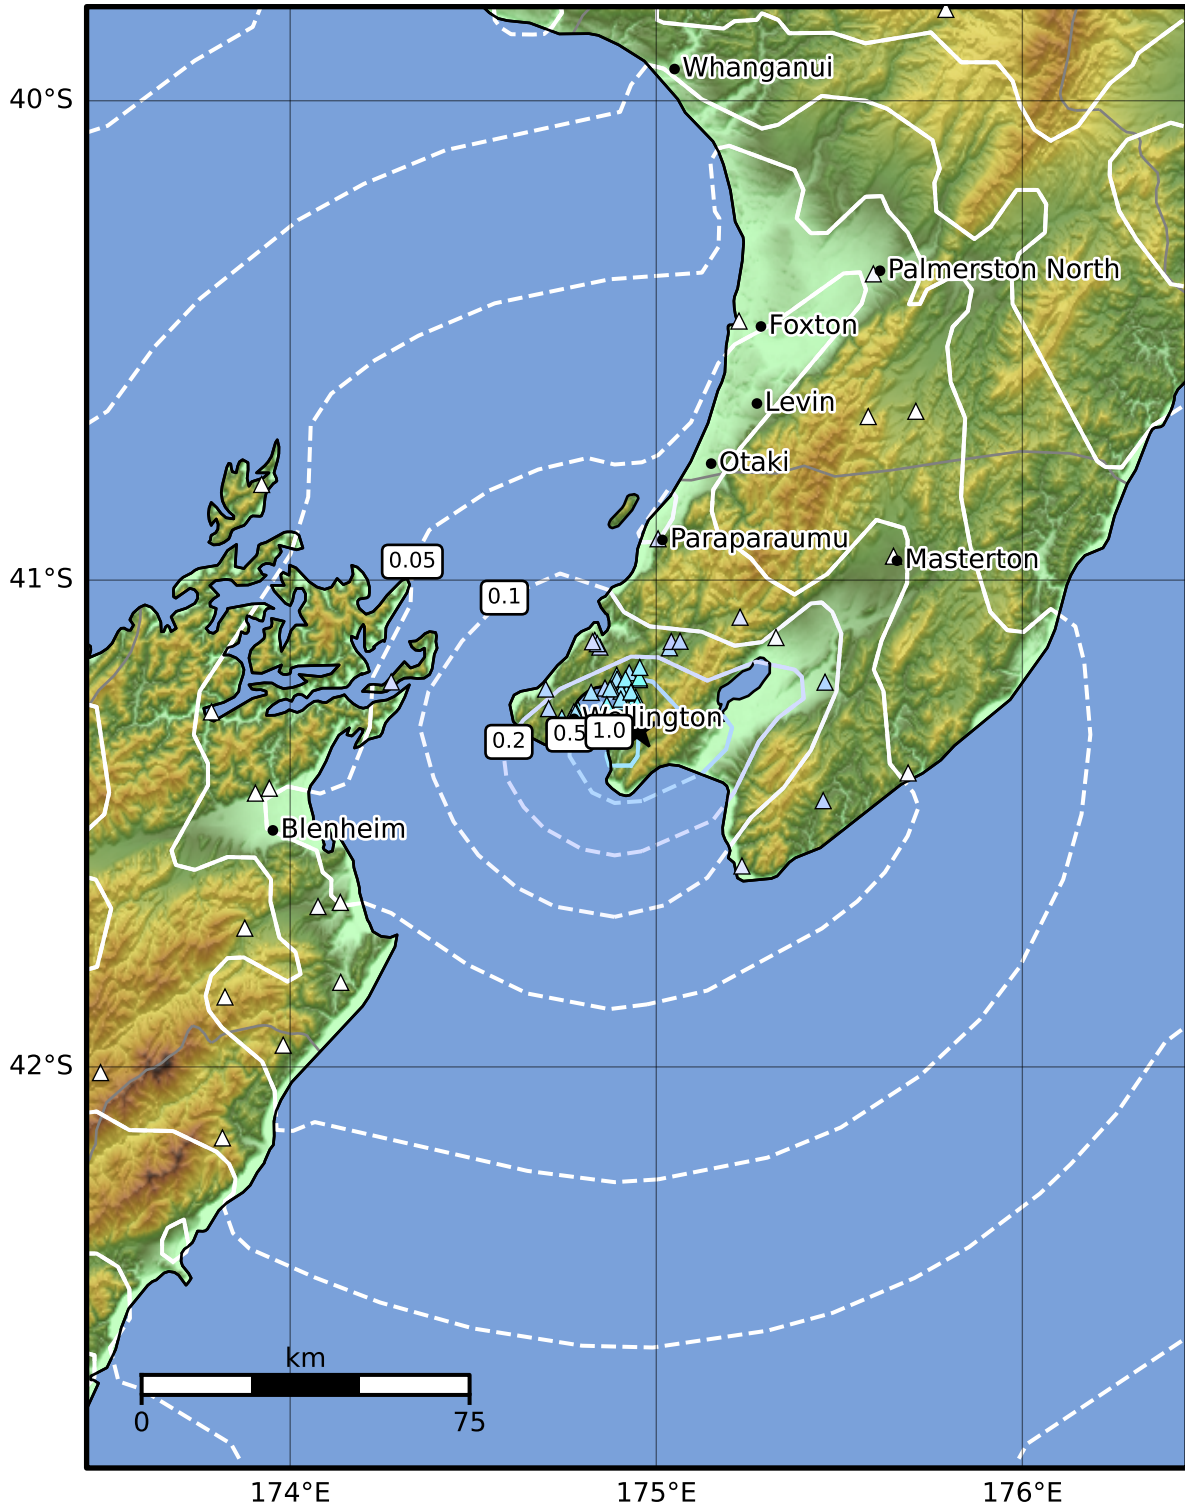 Whanganui
40°S
Palmerston North
Foxton
Levin
Otaki
Paraparaumu
Masterton
0.05
41°S
0.1
Wellington
0.2
0.5
1.0
Blenheim
42°S
km
0 75
174°E 175°E 176°E